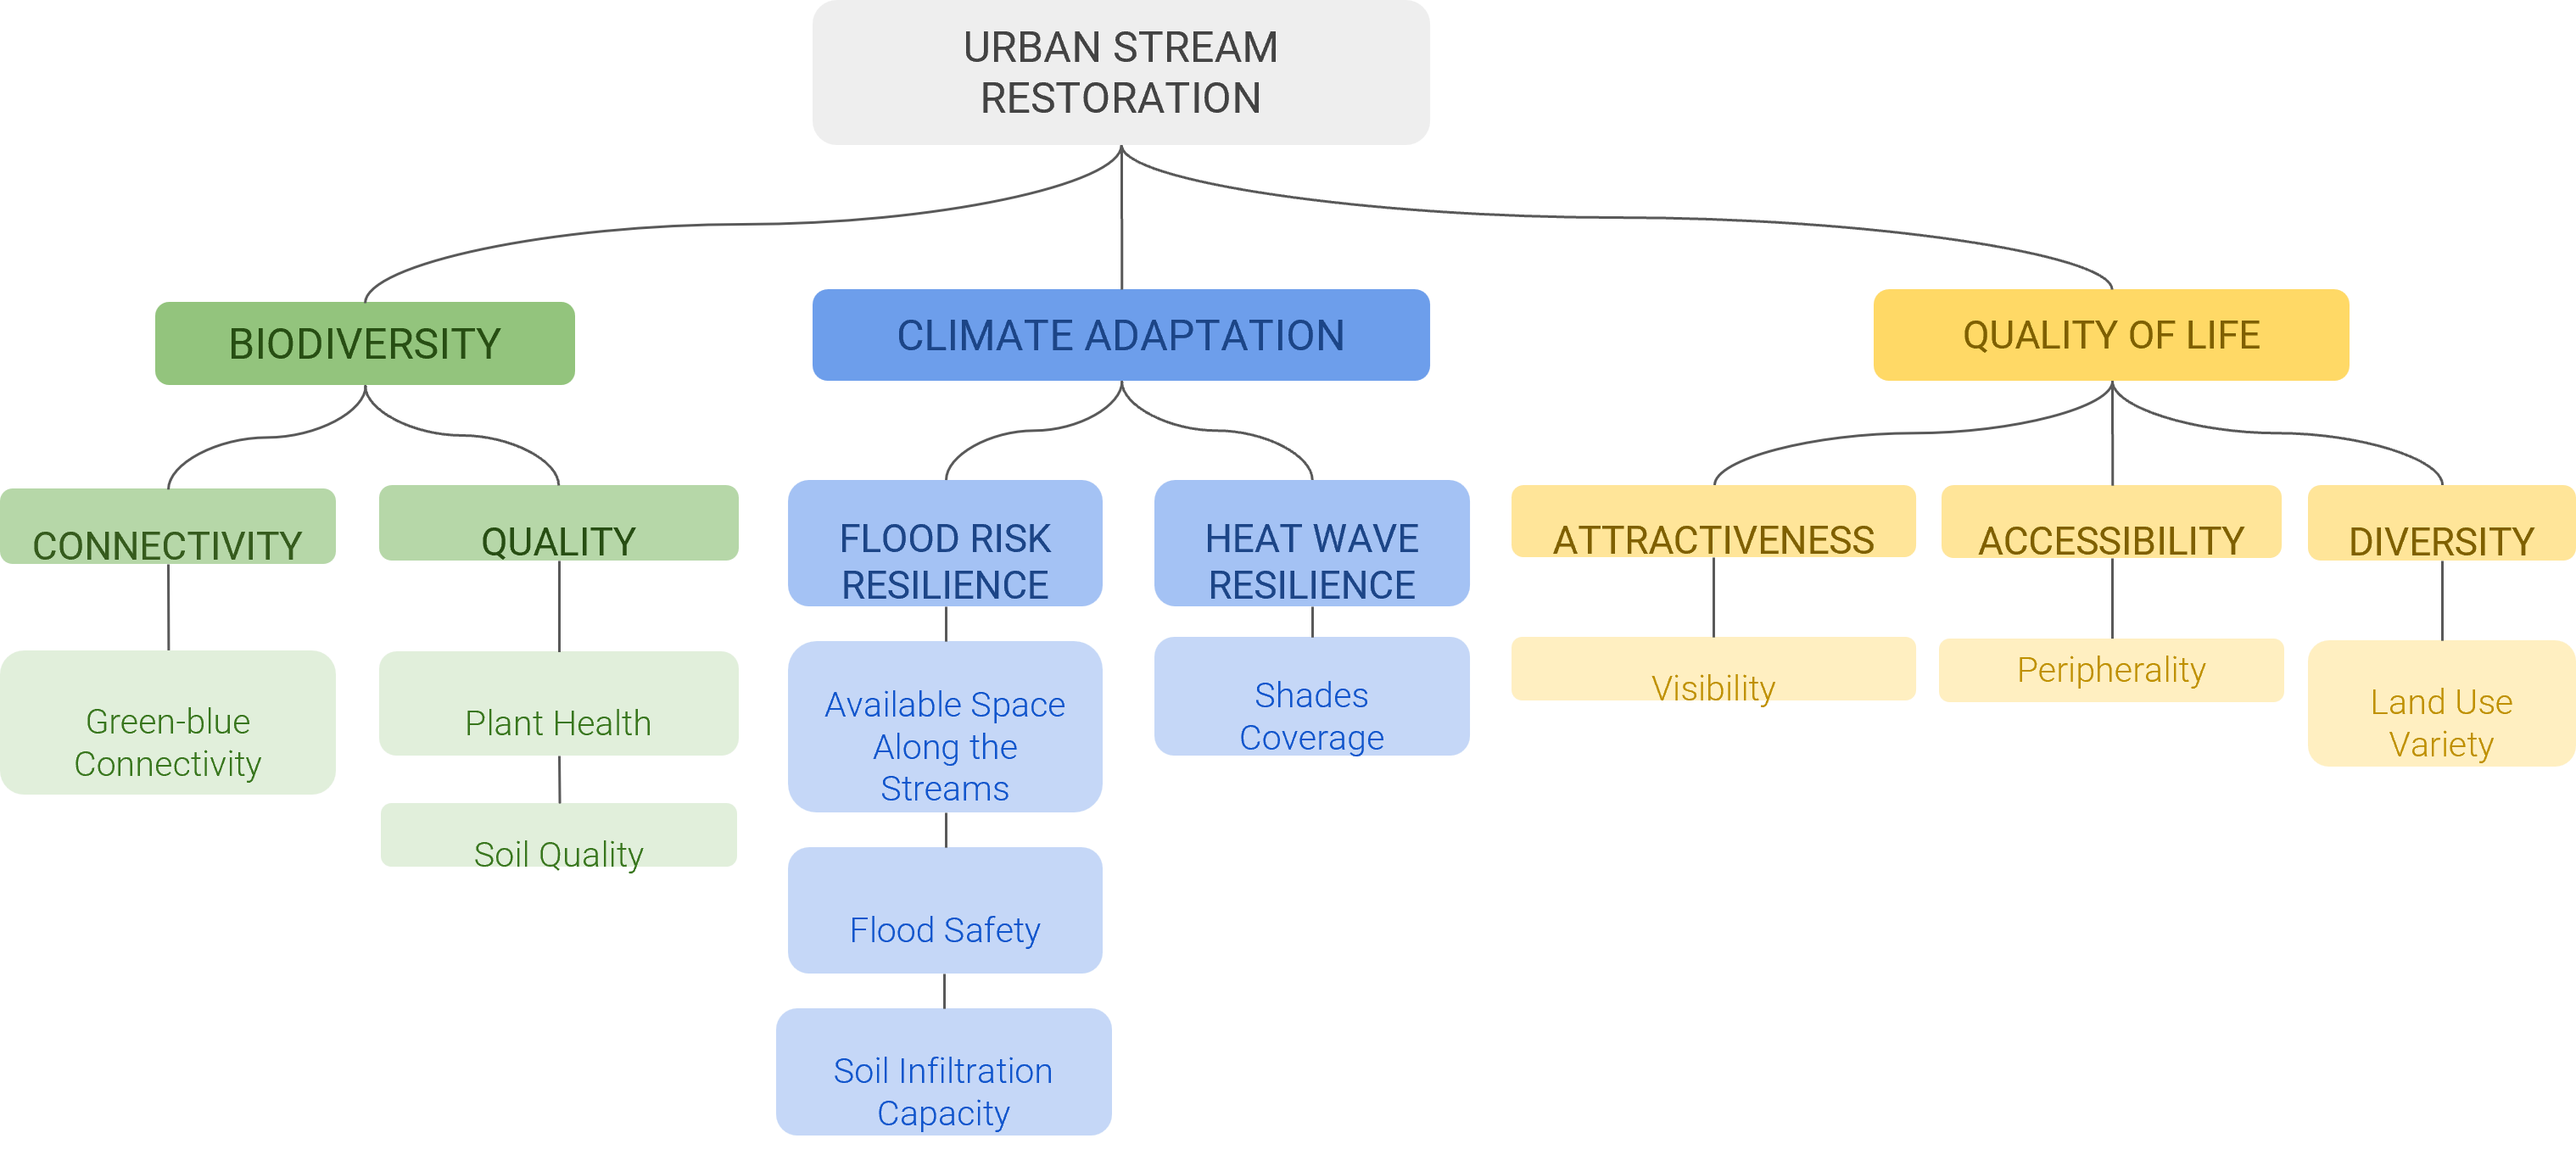 URBAN STREAM
RESTORATION
BIODIVERSITY
CLIMATE ADAPTATION
QUALITY OF LIFE
CONNECTIVITY
QUALITY
FLOOD RISK
RESILIENCE
HEAT WAVE
RESILIENCE
ATTRACTIVENESS
ACCESSIBILITY
DIVERSITY
Green-blue
Connectivity
Plant Health
Soil Quality
Available Space
Along the
Streams
Flood Safety
Soil Infiltration
Capacity
Shades
Coverage
Visibility
Peripherality
Land Use
Variety